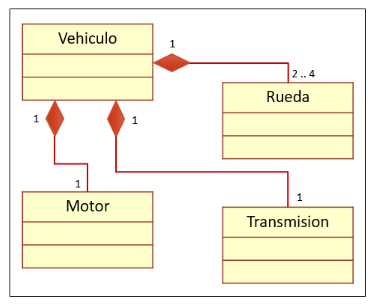 Vehiculo
1
2 .. 4
Rueda
1
1
1
Motor
1
Transmision